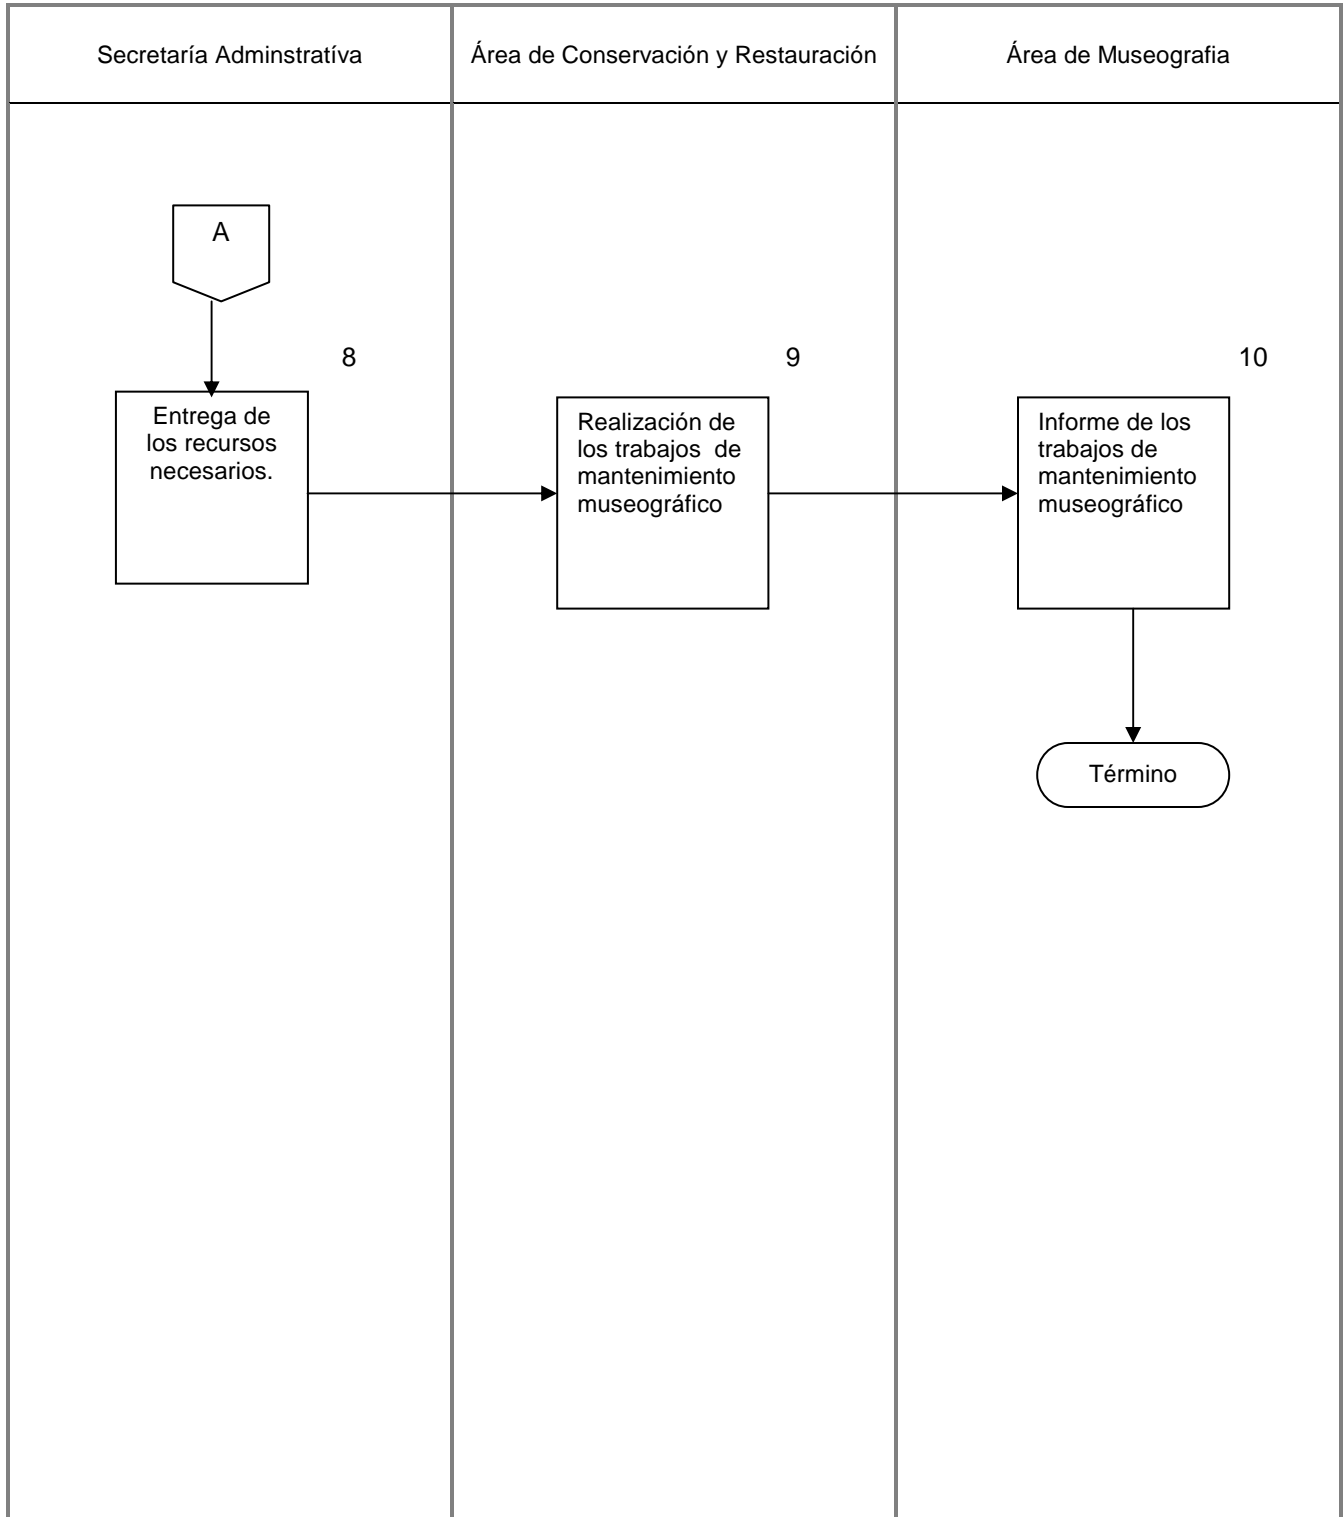 Secretaría Adminstratíva
Área de Conservación y Restauración
Área de Museografia
A
8
Entrega de
los recursos
necesarios.
9
Realización de
los trabajos  de
mantenimiento
museográfico
10
Informe de los
trabajos de
mantenimiento
museográfico
Término